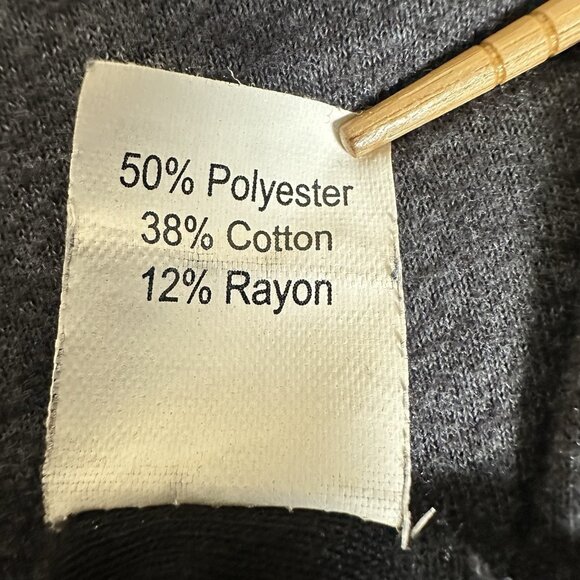 50% Polyester
38% Cotton
12% Rayon